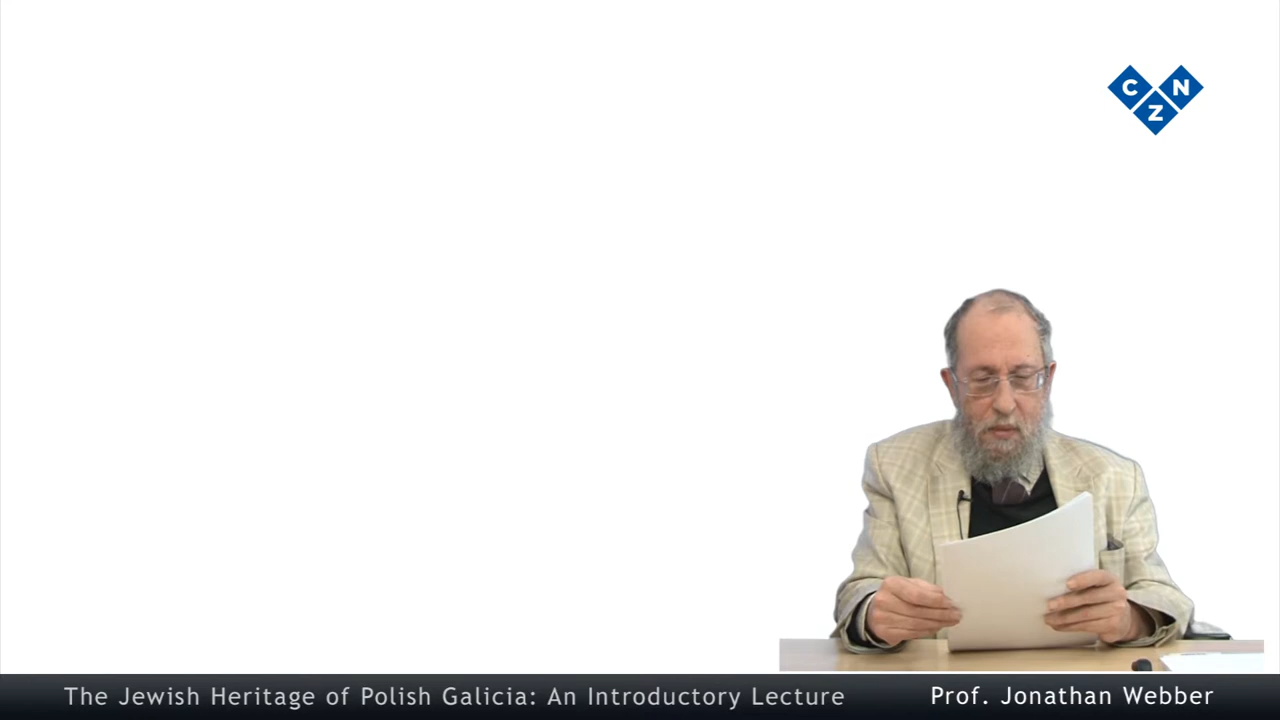 C N
Z
The Jewish Heritage of Polish Galicia: An Introductory Lecture
Prof. Jonathan Webber